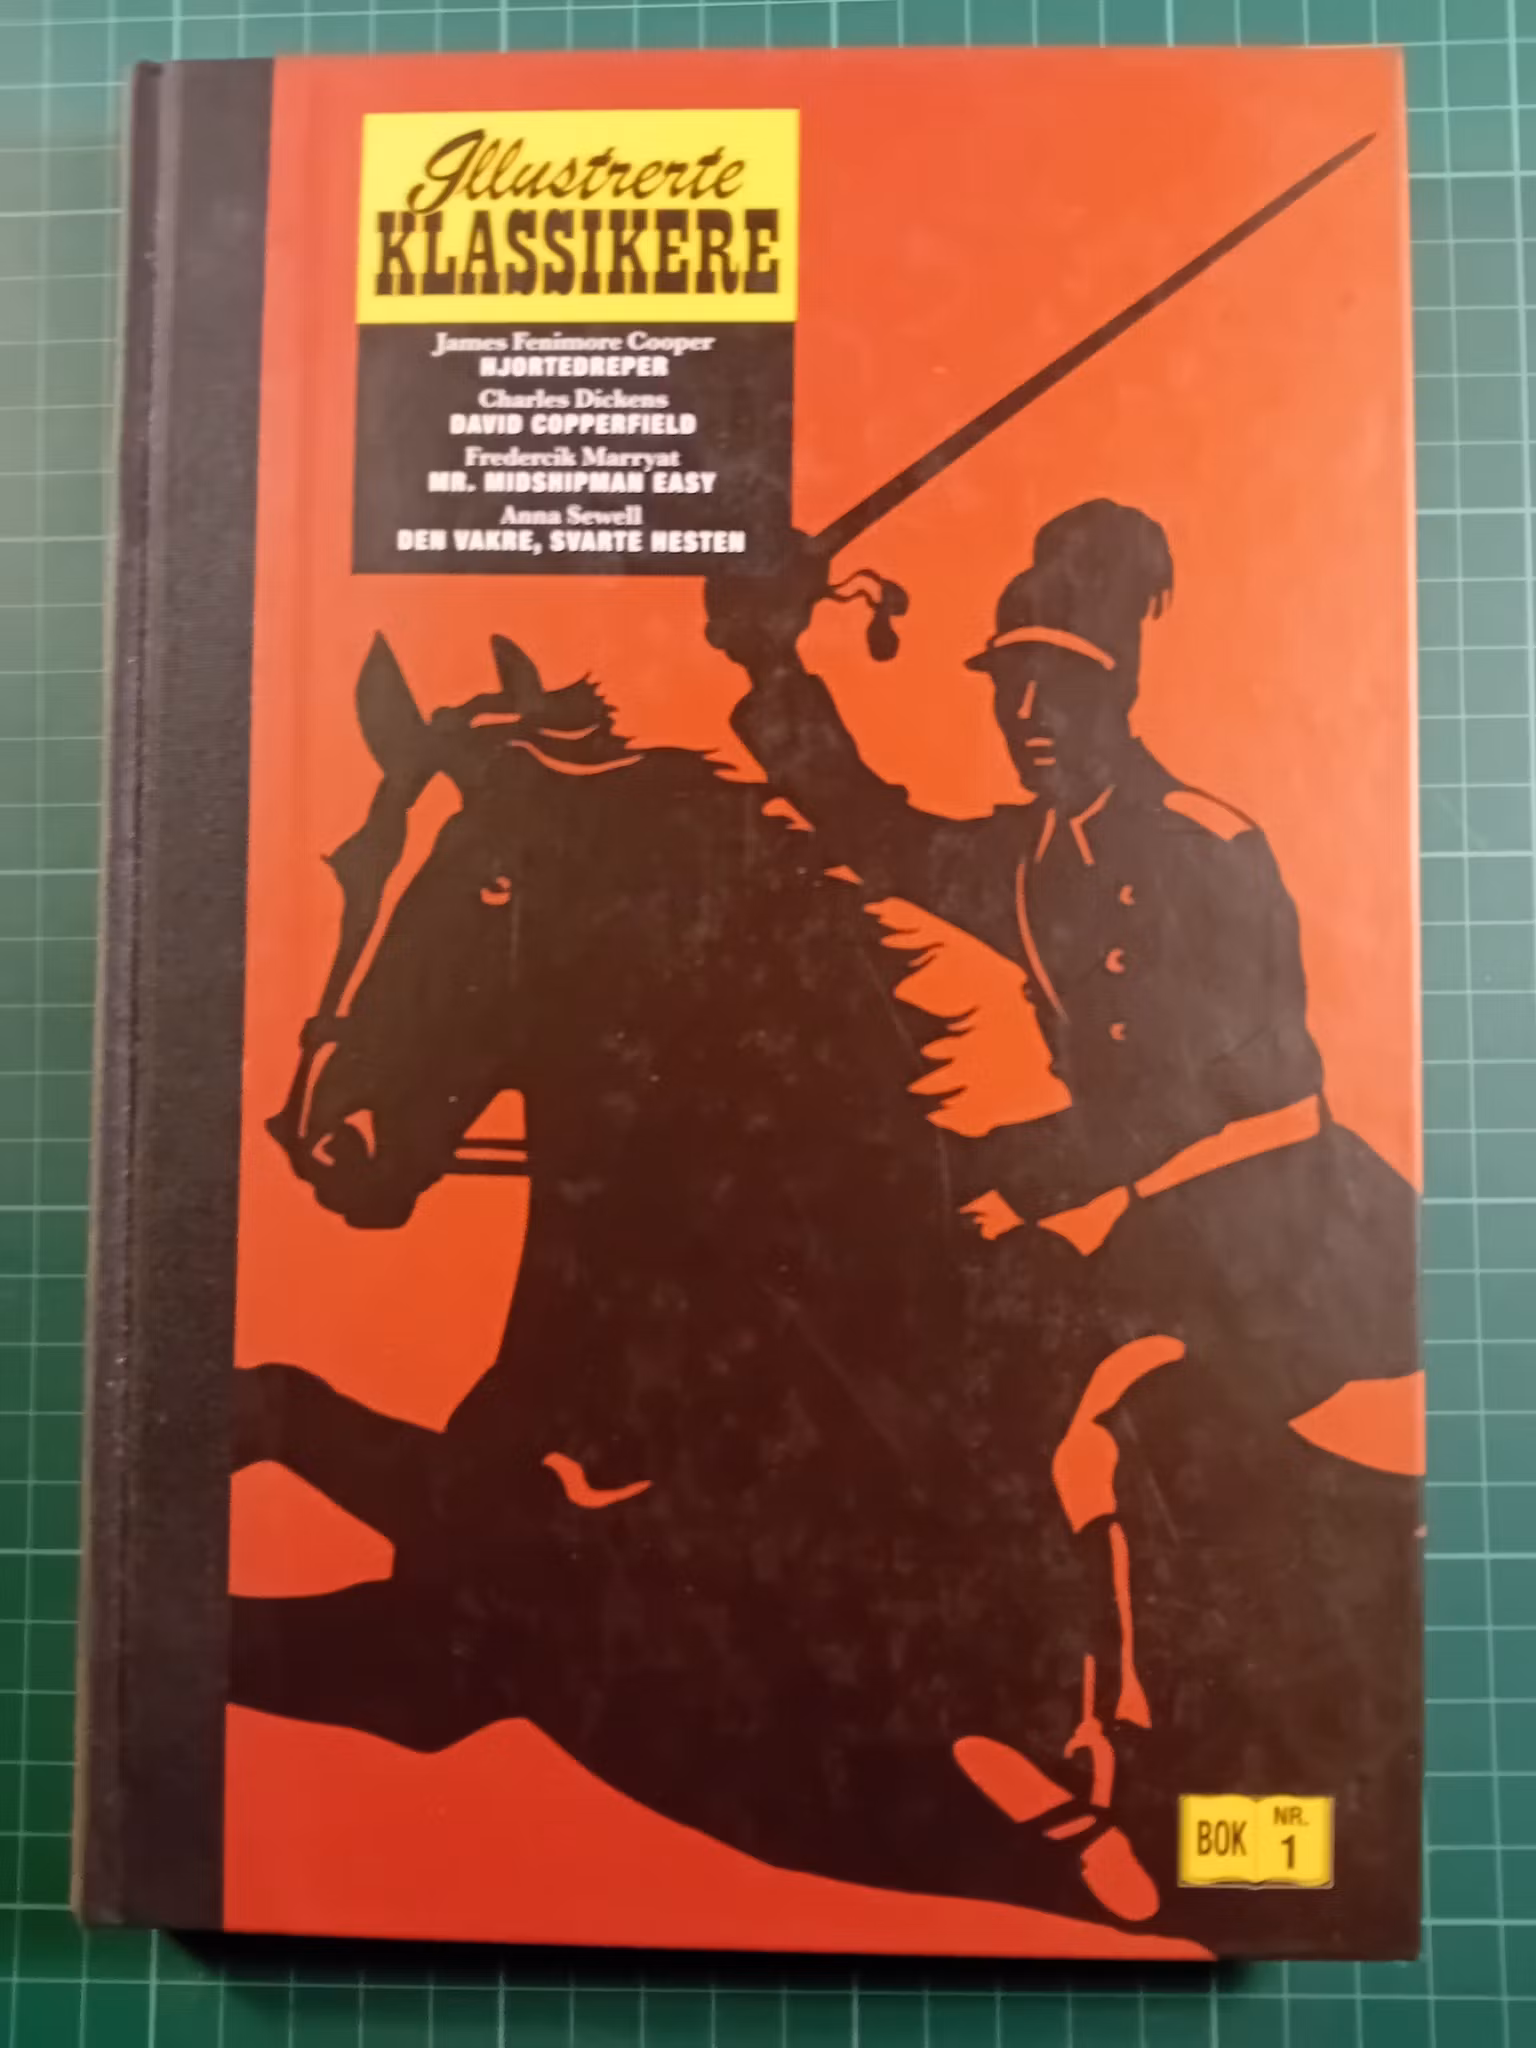 Illustrerte
KLASSIKERE
James Fenimore Cooper
HJORTEDREPER
Charles Dickens
DAVID COPPERFIELD
Fredercik Marryat
MR. MIDSHIPMAN EASY
Anna Sewell
DEN VAKRE, SVARTE HESTEN
BOK NR. 1